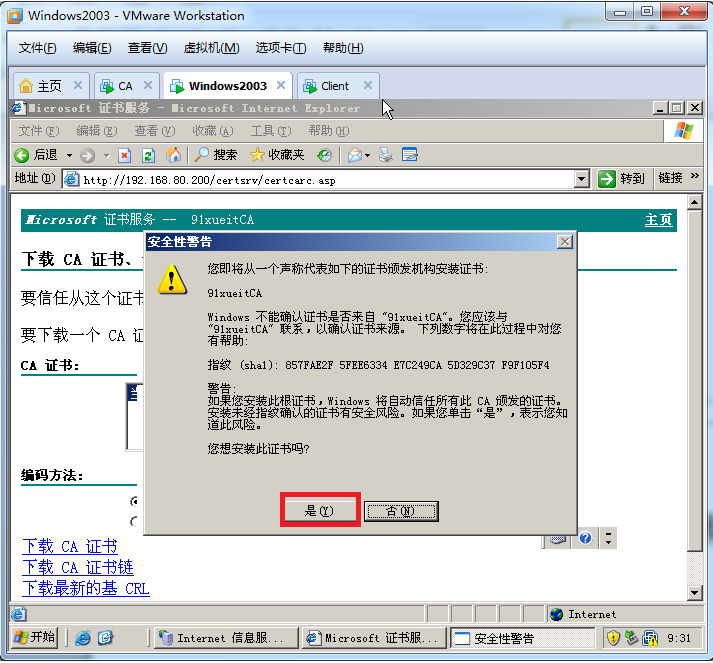 Windows2003 - VMware Workstation
文件(F) 编辑(E) 查看(V) 虚拟机(M) 选项卡(T) 帮助(H)
主页 CA Windows2003 Client
Microsoft 证书服务 - Microsoft Internet Explorer
文件(F) 编辑(E) 查看(V) 收藏(A) 工具(T) 帮助(H)
后退 搜索 收藏夹
地址(D) http://192.168.80.200/certsrv/certcarc.asp 转到 链接 »
Microsoft 证书服务 -- 91xueitCA 主页
安全性警告
下载 CA 证书、
要信任从这个证书
要下载一个 CA 证
CA 证书:
当
编码方法:
您即将从一个声称代表如下的证书颁发机构安装证书:
91xueitCA
Windows 不能确认证书是否来自 "91xueitCA"。您应该与
"91xueitCA" 联系，以确认证书来源。 下列数字将在此过程中对您
有帮助:
指纹 (sha1): 857FAE2F 5FEE6334 E7C249CA 5D329C37 F9F105F4
警告:
如果您安装此根证书，Windows 将自动信任所有此 CA 颁发的证书。
安装未经指纹确认的证书有安全风险。如果您单击“是”，表示您知
道此风险。
您想安装此证书吗?
是(Y) 否(N)
下载 CA 证书
下载 CA 证书链
下载最新的基 CRL
Internet
开始 Internet 信息服... Microsoft 证书服... 安全性警告 9:31